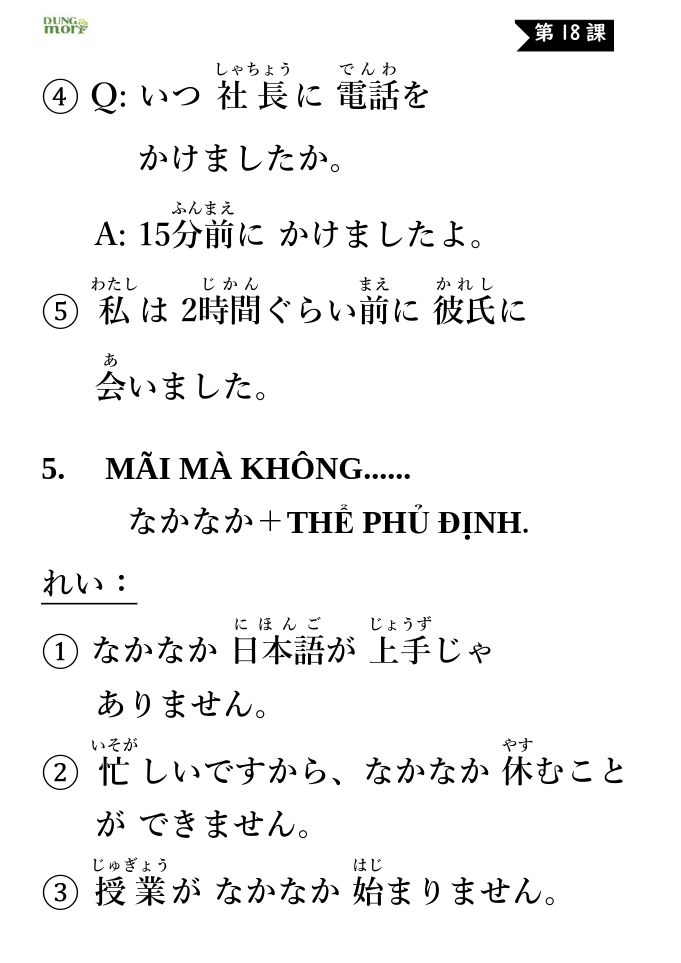 DUNG
mori
第 18 課
しゃちょう でんわ
④ Q: いつ 社長に 電話を
かけましたか。
ふんまえ
A: 15分前に かけましたよ。
わたし じかん まえ かれし
⑤ 私は 2時間ぐらい前に 彼氏に
あ
会いました。
5. MÃI MÀ KHÔNG......
なかなか＋THỂ PHỦ ĐỊNH.
れい：
にほんご じょうず
① なかなか 日本語が 上手じゃ
ありません。
いそが やす
② 忙しいですから、なかなか 休むこと
が できません。
じゅぎょう はじ
③ 授業が なかなか 始まりません。